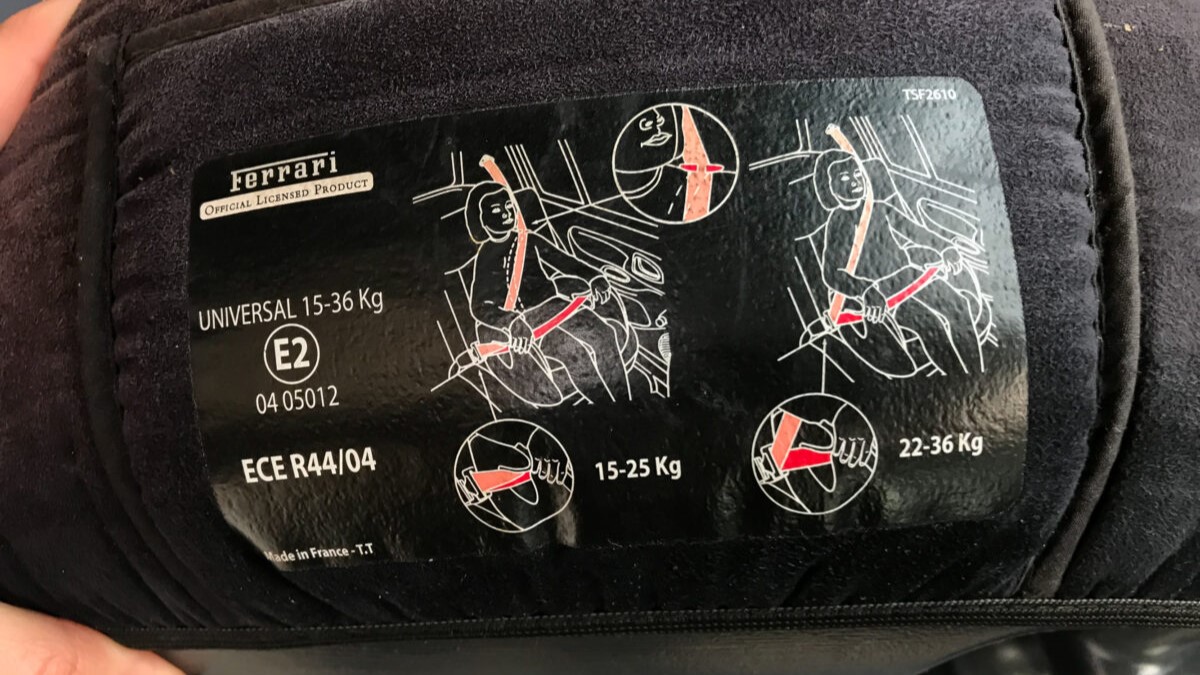 TSF2610
Ferrari
OFFICIAL LICENSED PRODUCT
UNIVERSAL 15-36 Kg
E2
04 05012
ECE R44/04
15-25 Kg
22-36 Kg
Made in France - T.T